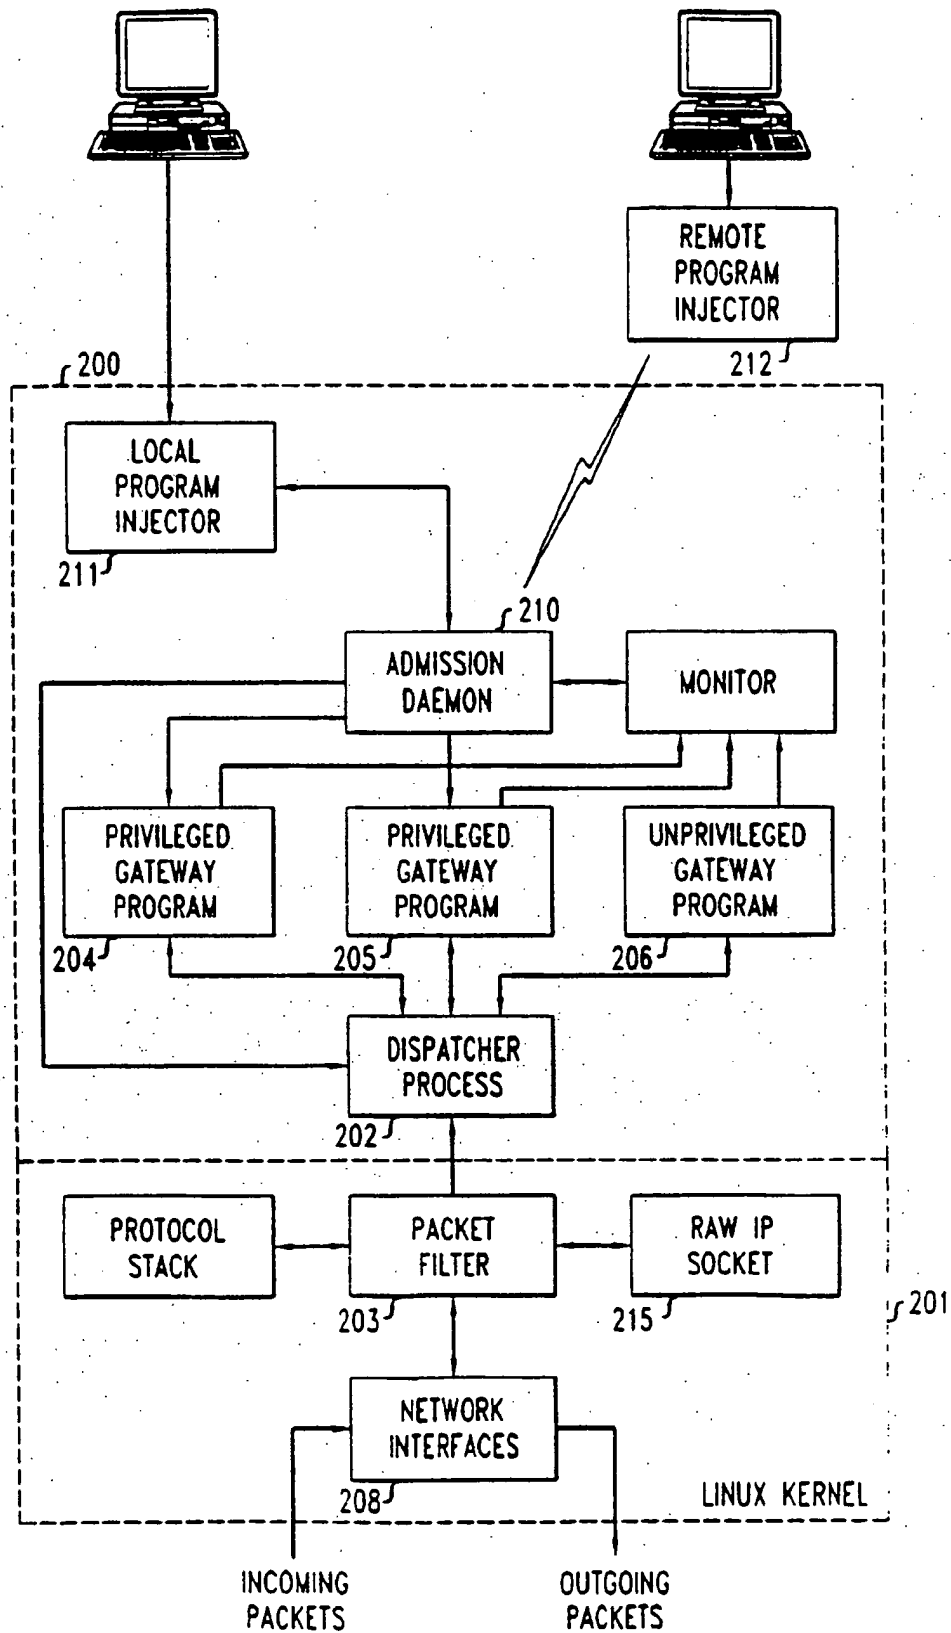 REMOTE
PROGRAM
INJECTOR
212
200
LOCAL
PROGRAM
INJECTOR
211
210
ADMISSION
DAEMON
MONITOR
PRIVILEGED
GATEWAY
PROGRAM
204
PRIVILEGED
GATEWAY
PROGRAM
205
UNPRIVILEGED
GATEWAY
PROGRAM
206
DISPATCHER
PROCESS
202
PROTOCOL
STACK
PACKET
FILTER
203
RAW IP
SOCKET
215
201
NETWORK
INTERFACES
208
LINUX KERNEL
INCOMING
PACKETS
OUTGOING
PACKETS